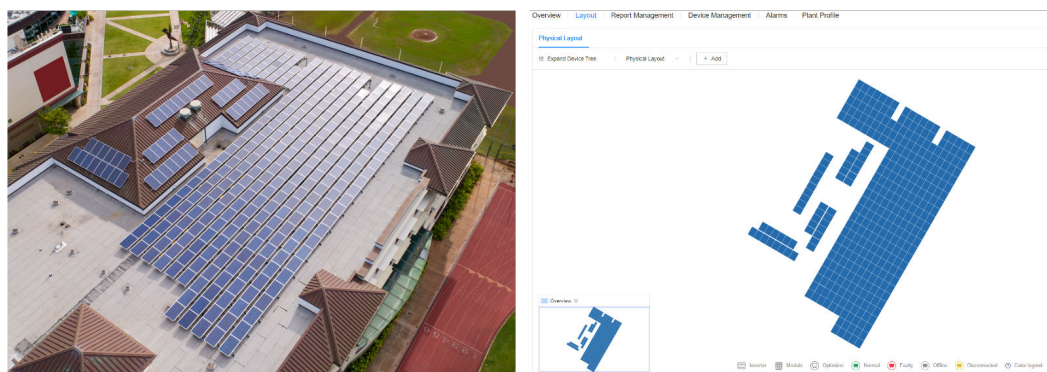 Overview Layout Report Management Device Management Alarms Plant Profile
Physical Layout
Expand Device Tree Physical Layout + Add
Overview
Inverter Module Optimizer Normal Faulty Offline Disconnected Color legend